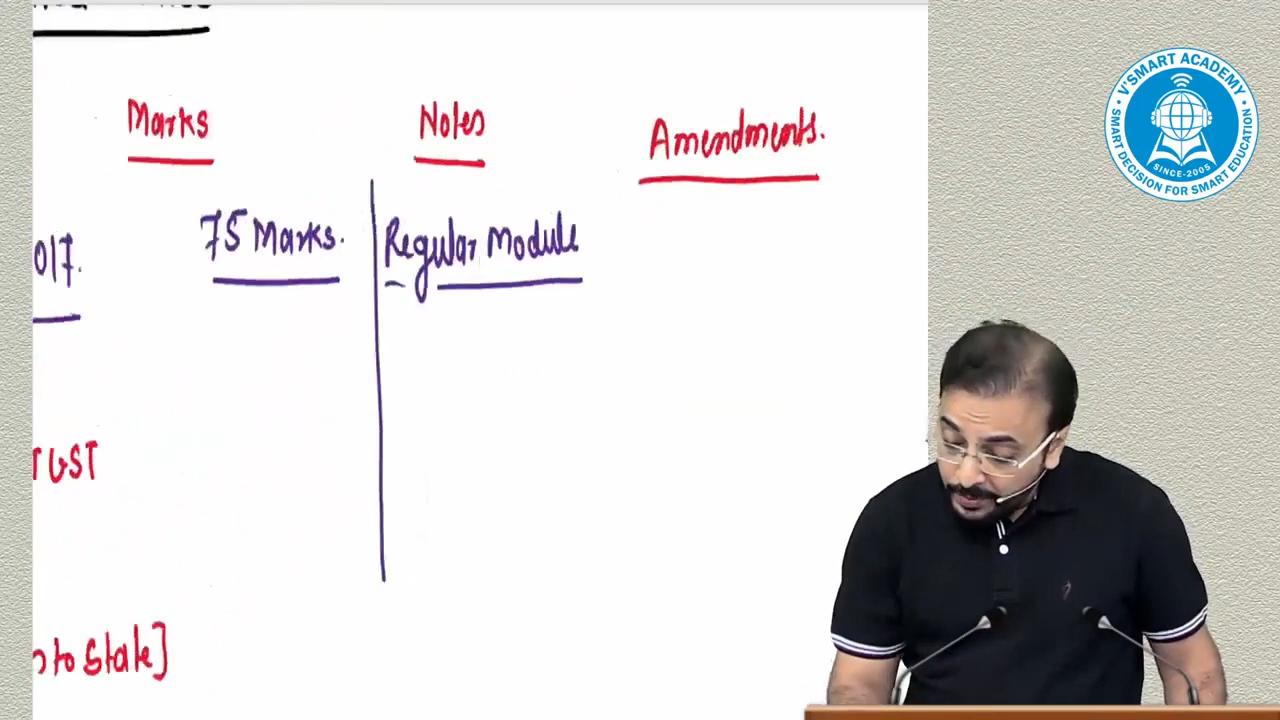 Marks
Notes
Amendments.
75 Marks.
Regular Module
017.
GST
to State]
V'SMART ACADEMY
SINCE-2005
SMART DECISION FOR SMART EDUCATION